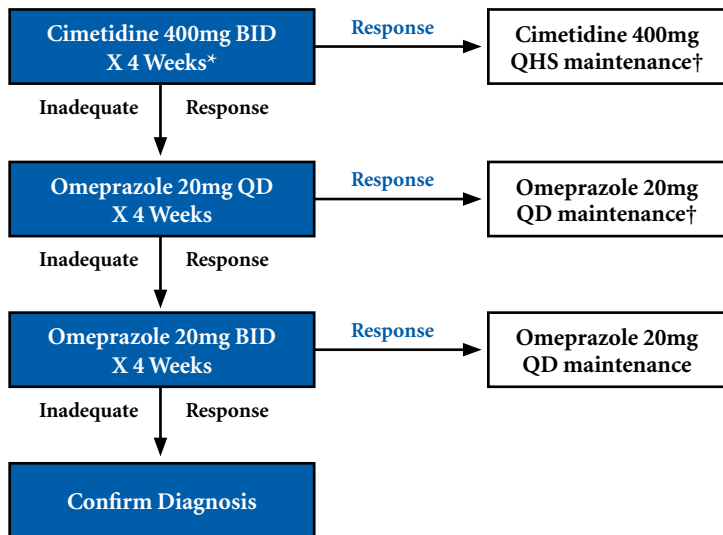 Cimetidine 400mg BID
X 4 Weeks*
Response
Cimetidine 400mg
QHS maintenance†
Inadequate Response
Omeprazole 20mg QD
X 4 Weeks
Response
Omeprazole 20mg
QD maintenance†
Inadequate Response
Omeprazole 20mg BID
X 4 Weeks
Response
Omeprazole 20mg
QD maintenance
Inadequate Response
Confirm Diagnosis